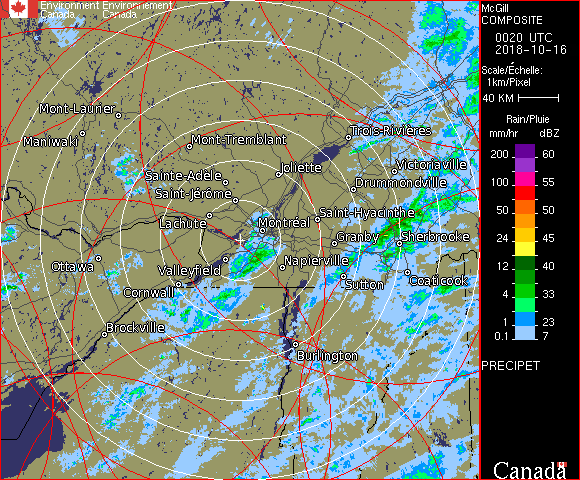 Environment Environnement
Canada Canada
McGill
COMPOSITE
0020 UTC
2018-10-16
Scale/Échelle:
1km/Pixel
40 KM
Rain/Pluie
mm/hr dBZ
200 60
100 55
50 50
24 45
12 40
4 33
1 23
0.1 7
PRECIPET
Mont-Laurier
Maniwaki
Mont-Tremblant
Trois-Rivières
Joliette
Victoriaville
Sainte-Adèle
Drummondville
Saint-Jérôme
Saint-Hyacinthe
Lachute
Montréal
Granby
Sherbrooke
Ottawa
Valleyfield
Napierville
Coaticook
Cornwall
Sutton
Brockville
Burlington
Canada